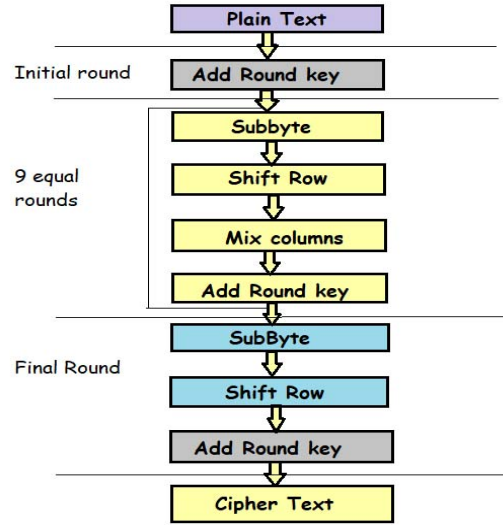 Plain Text
Initial round
Add Round key
Subbyte
9 equal
rounds
Shift Row
Mix columns
Add Round key
SubByte
Final Round
Shift Row
Add Round key
Cipher Text